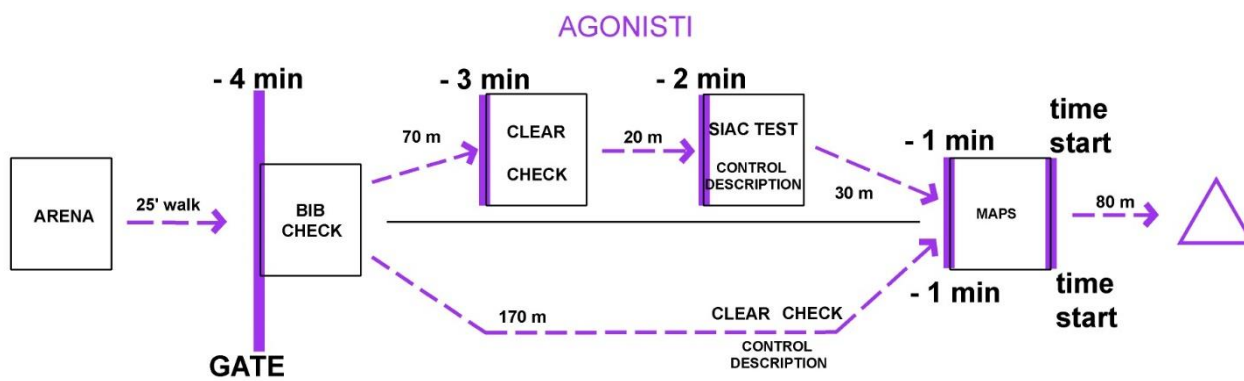 AGONISTI
- 4 min
- 3 min
- 2 min
- 1 min
time
start
ARENA
25' walk
BIB
CHECK
70 m
CLEAR
CHECK
20 m
SIAC TEST
CONTROL
DESCRIPTION
30 m
MAPS
80 m
170 m
CLEAR CHECK
CONTROL
DESCRIPTION
- 1 min
time
start
GATE